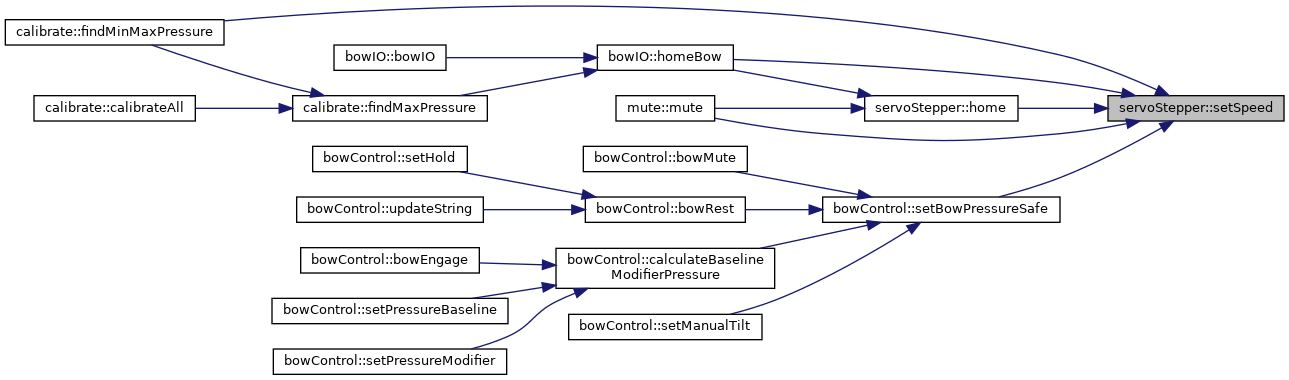 calibrate::findMinMaxPressure
bowIO::bowIO
bowIO::homeBow
calibrate::calibrateAll
calibrate::findMaxPressure
mute::mute
servoStepper::home
servoStepper::setSpeed
bowControl::setHold
bowControl::bowMute
bowControl::updateString
bowControl::bowRest
bowControl::setBowPressureSafe
bowControl::bowEngage
bowControl::calculateBaseline
ModifierPressure
bowControl::setPressureBaseline
bowControl::setManualTilt
bowControl::setPressureModifier